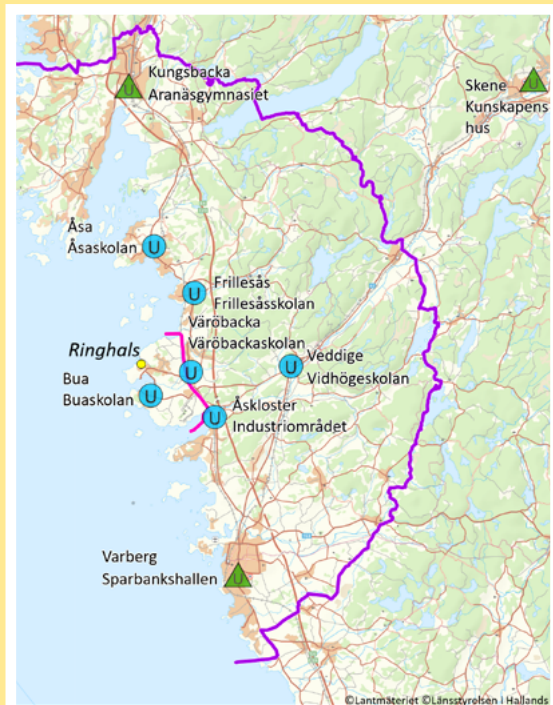 Kungsbacka
Aranäsgymnasiet
U
Skene
Kunskapens
hus
U
Åsa
Åsaskolan
U
U
Frillesås
Frillesåsskolan
Väröbacka
Väröbackaskolan
U
Ringhals
Bua
Buaskolan
U
U
Veddige
Vidhögeskolan
U
Åskloster
Industriområdet
Varberg
Sparbankshallen
U
©Lantmäteriet ©Länsstyrelsen i Hallands